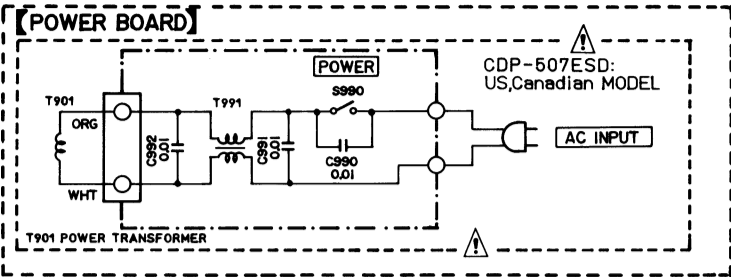 【POWER BOARD】
CDP-507ESD:
US,Canadian MODEL
POWER
S990
T901
T991
ORG
C992
0.01
C991
0.01
C990
0.01
AC INPUT
WHT
T901 POWER TRANSFORMER
!
!